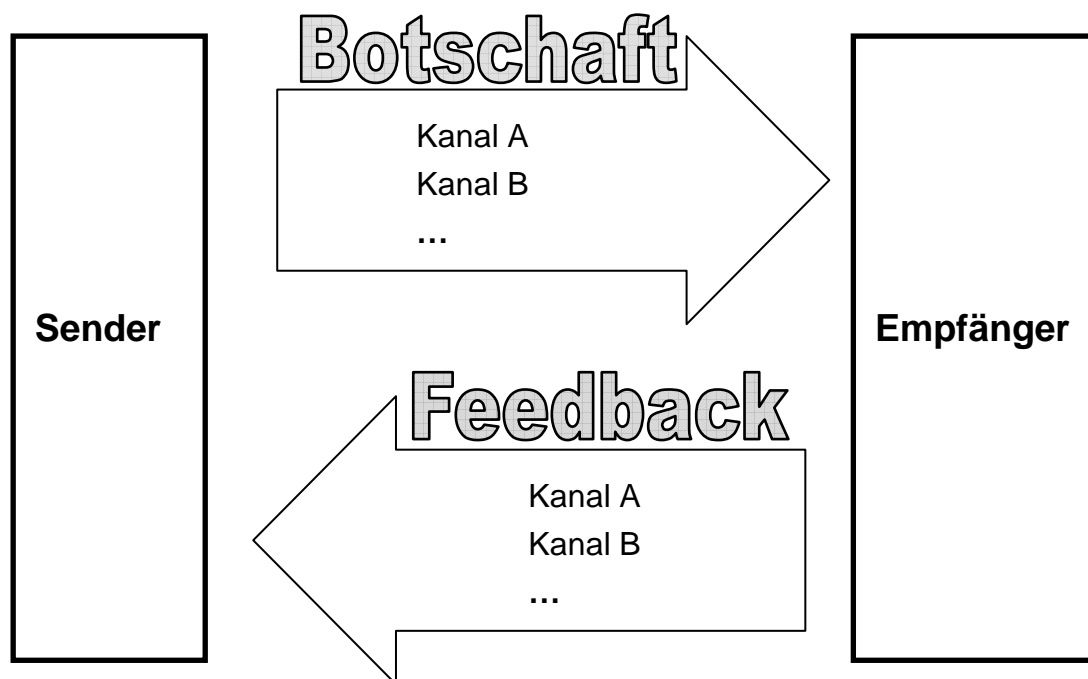 Botschaft
Kanal A
Kanal B
...
Sender
Empfänger
Feedback
Kanal A
Kanal B
...